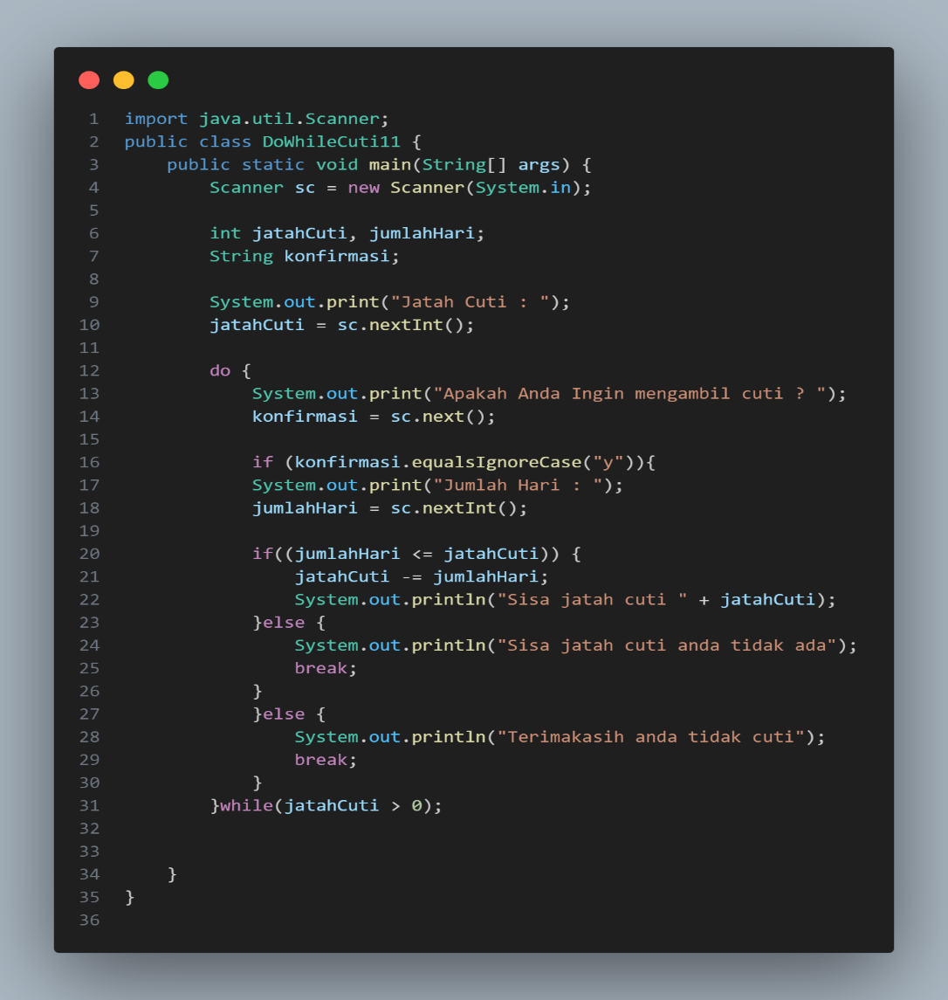 1 import java.util.Scanner;
2 public class DoWhileCuti11 {
3     public static void main(String[] args) {
4         Scanner sc = new Scanner(System.in);
5
6         int jatahCuti, jumlahHari;
7         String konfirmasi;
8
9         System.out.print("Jatah Cuti : ");
10         jatahCuti = sc.nextInt();
11
12         do {
13             System.out.print("Apakah Anda Ingin mengambil cuti ? ");
14             konfirmasi = sc.next();
15
16             if (konfirmasi.equalsIgnoreCase("y")){
17             System.out.print("Jumlah Hari : ");
18             jumlahHari = sc.nextInt();
19
20             if((jumlahHari <= jatahCuti)) {
21                 jatahCuti -= jumlahHari;
22                 System.out.println("Sisa jatah cuti " + jatahCuti);
23             }else {
24                 System.out.println("Sisa jatah cuti anda tidak ada");
25                 break;
26             }
27             }else {
28                 System.out.println("Terimakasih anda tidak cuti");
29                 break;
30             }
31         }while(jatahCuti > 0);
32
33
34     }
35 }
36